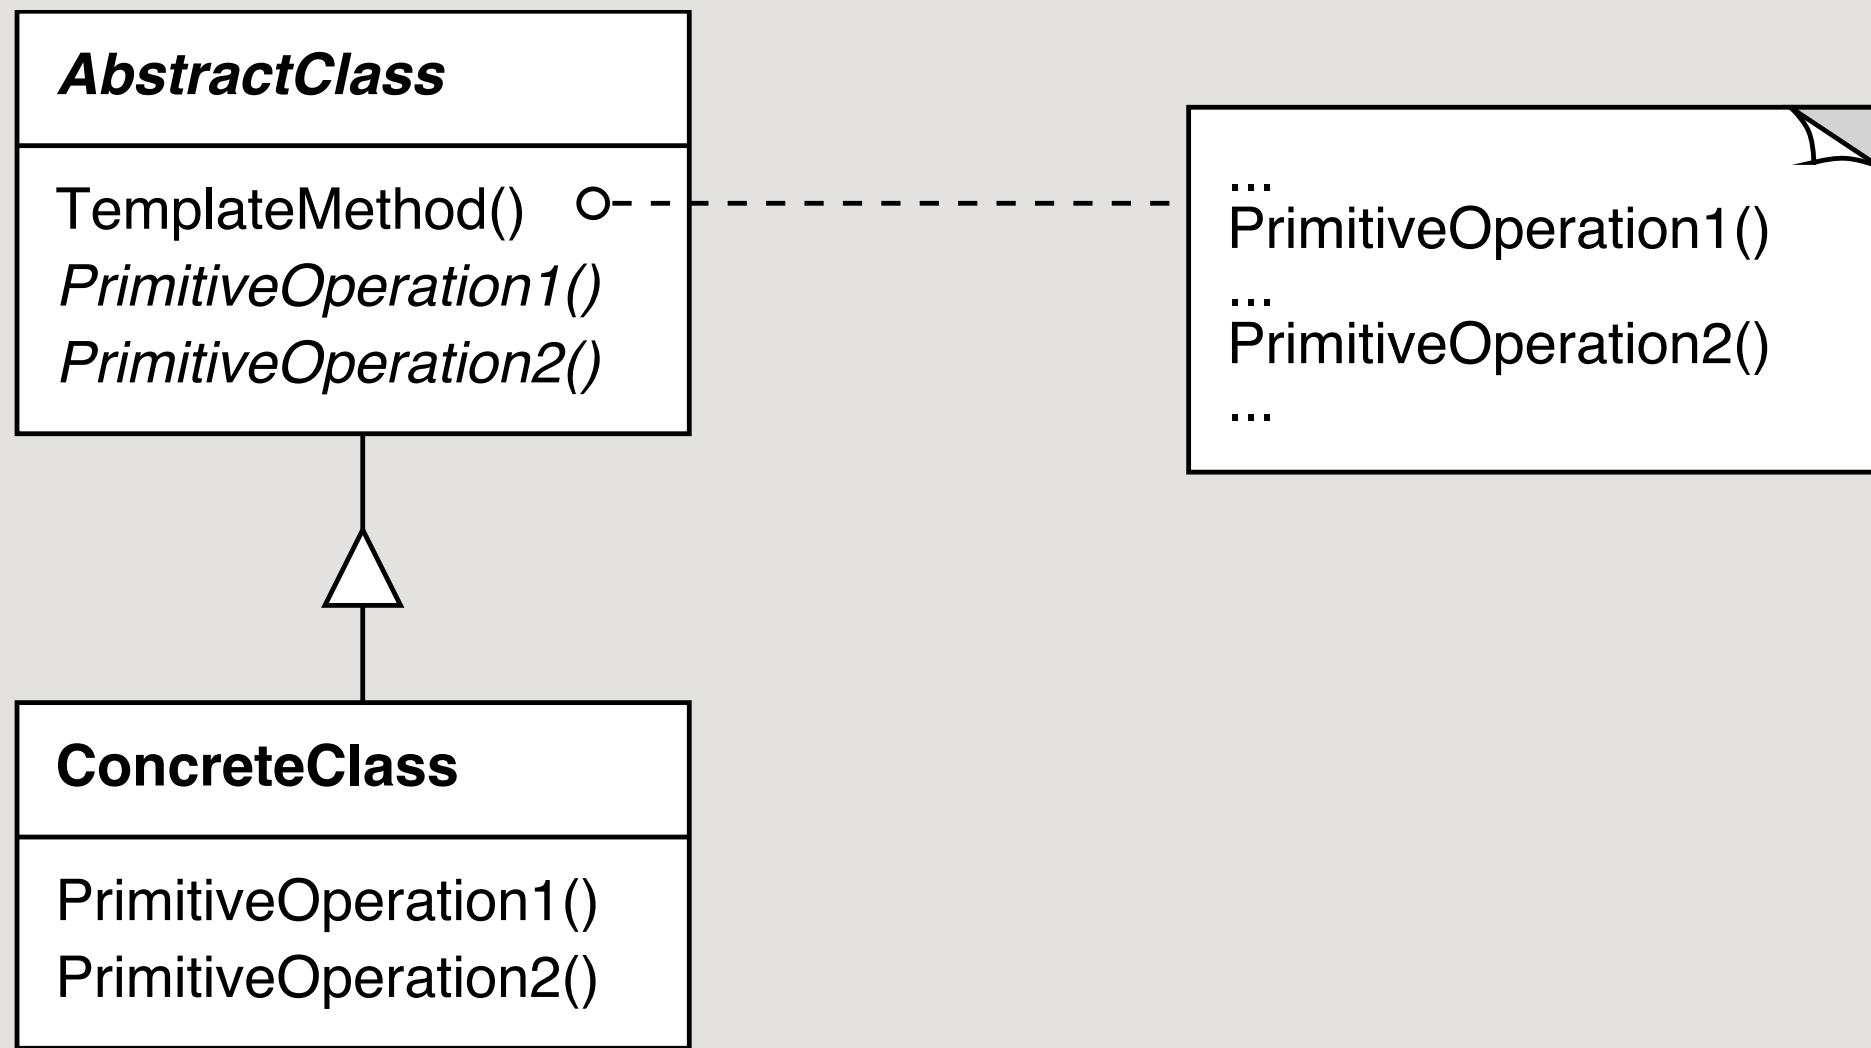 AbstractClass
TemplateMethod()
PrimitiveOperation1()
PrimitiveOperation2()
...
PrimitiveOperation1()
...
PrimitiveOperation2()
...
ConcreteClass
PrimitiveOperation1()
PrimitiveOperation2()